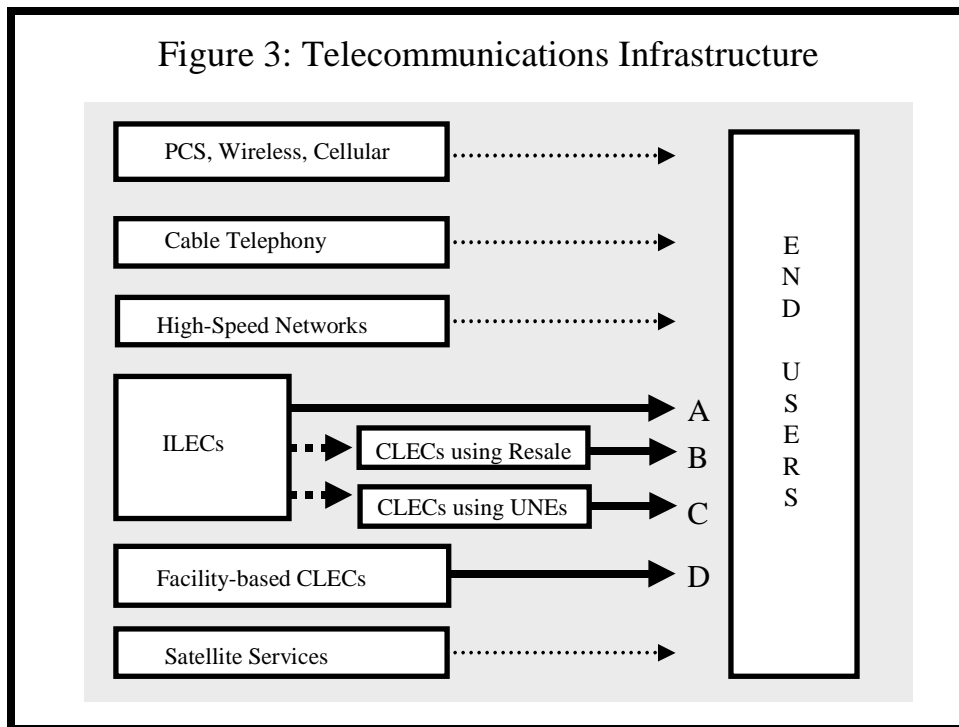 Figure 3: Telecommunications Infrastructure
PCS, Wireless, Cellular
Cable Telephony
High-Speed Networks
ILECs
A
CLECs using Resale
B
CLECs using UNEs
C
Facility-based CLECs
D
Satellite Services
E
N
D
U
S
E
R
S